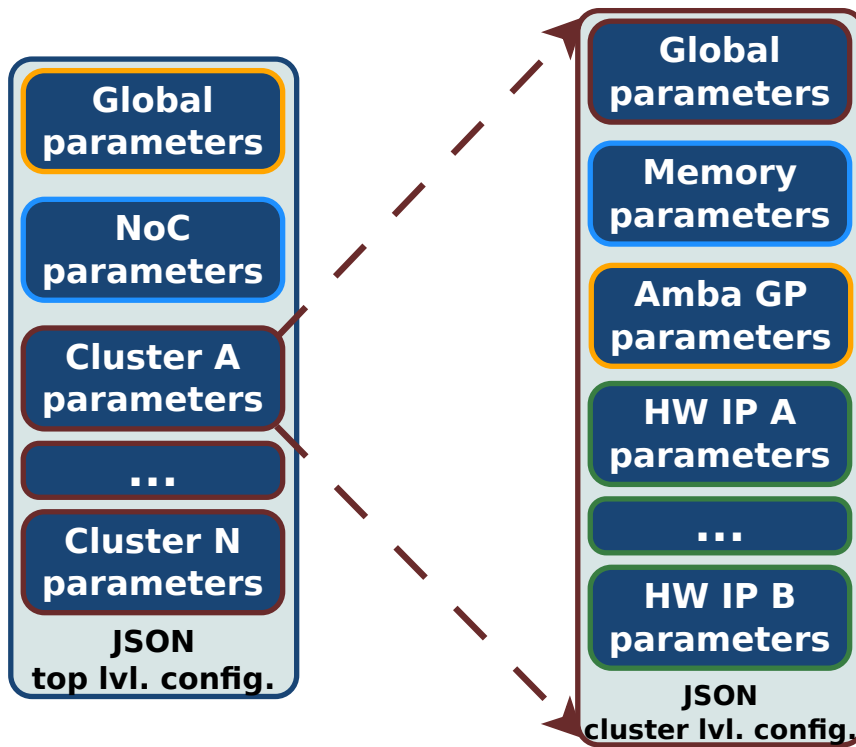 Global
parameters
NoC
parameters
Cluster A
parameters
...
Cluster N
parameters
JSON
top lvl. config.
Global
parameters
Memory
parameters
Amba GP
parameters
HW IP A
parameters
...
HW IP B
parameters
JSON
cluster lvl. config.